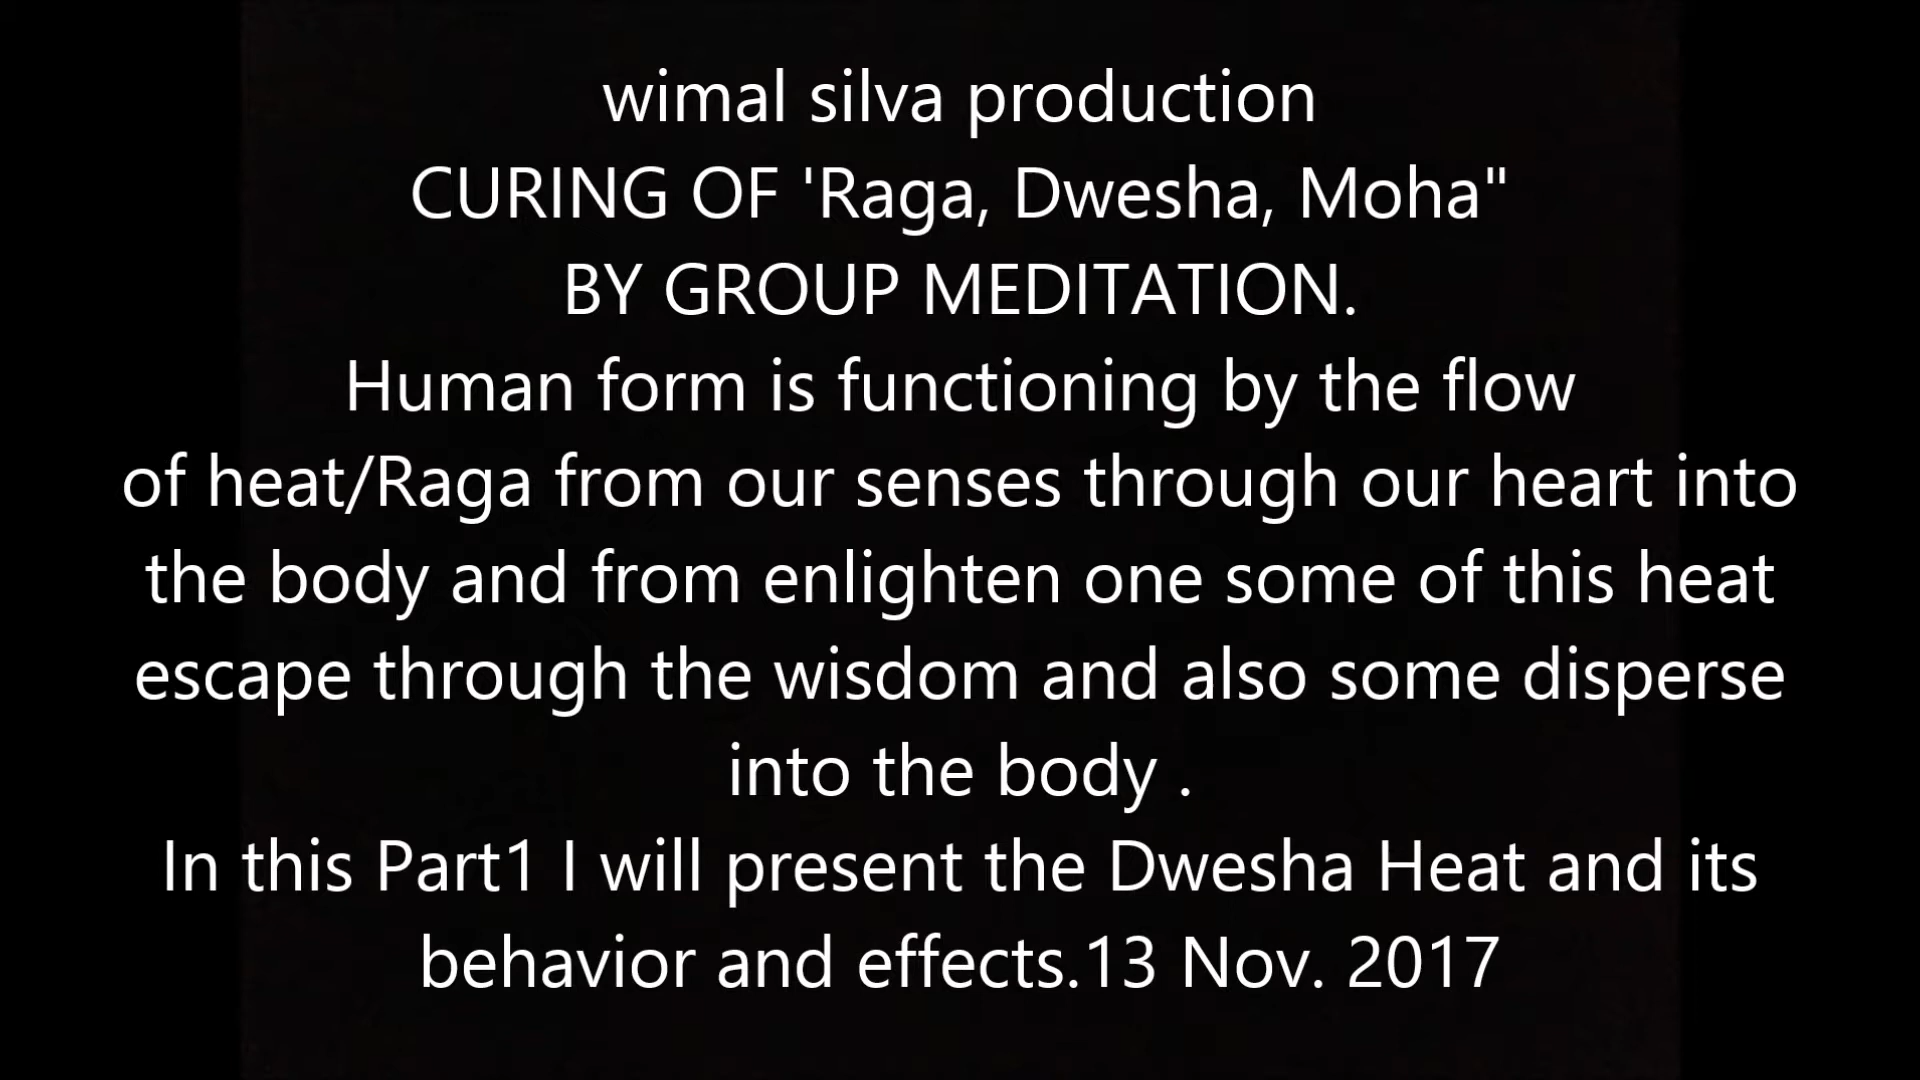 wimal silva production
CURING OF 'Raga, Dwesha, Moha"
BY GROUP MEDITATION.
Human form is functioning by the flow
of heat/Raga from our senses through our heart into
the body and from enlighten one some of this heat
escape through the wisdom and also some disperse
into the body .
In this Part1 I will present the Dwesha Heat and its
behavior and effects.13 Nov. 2017